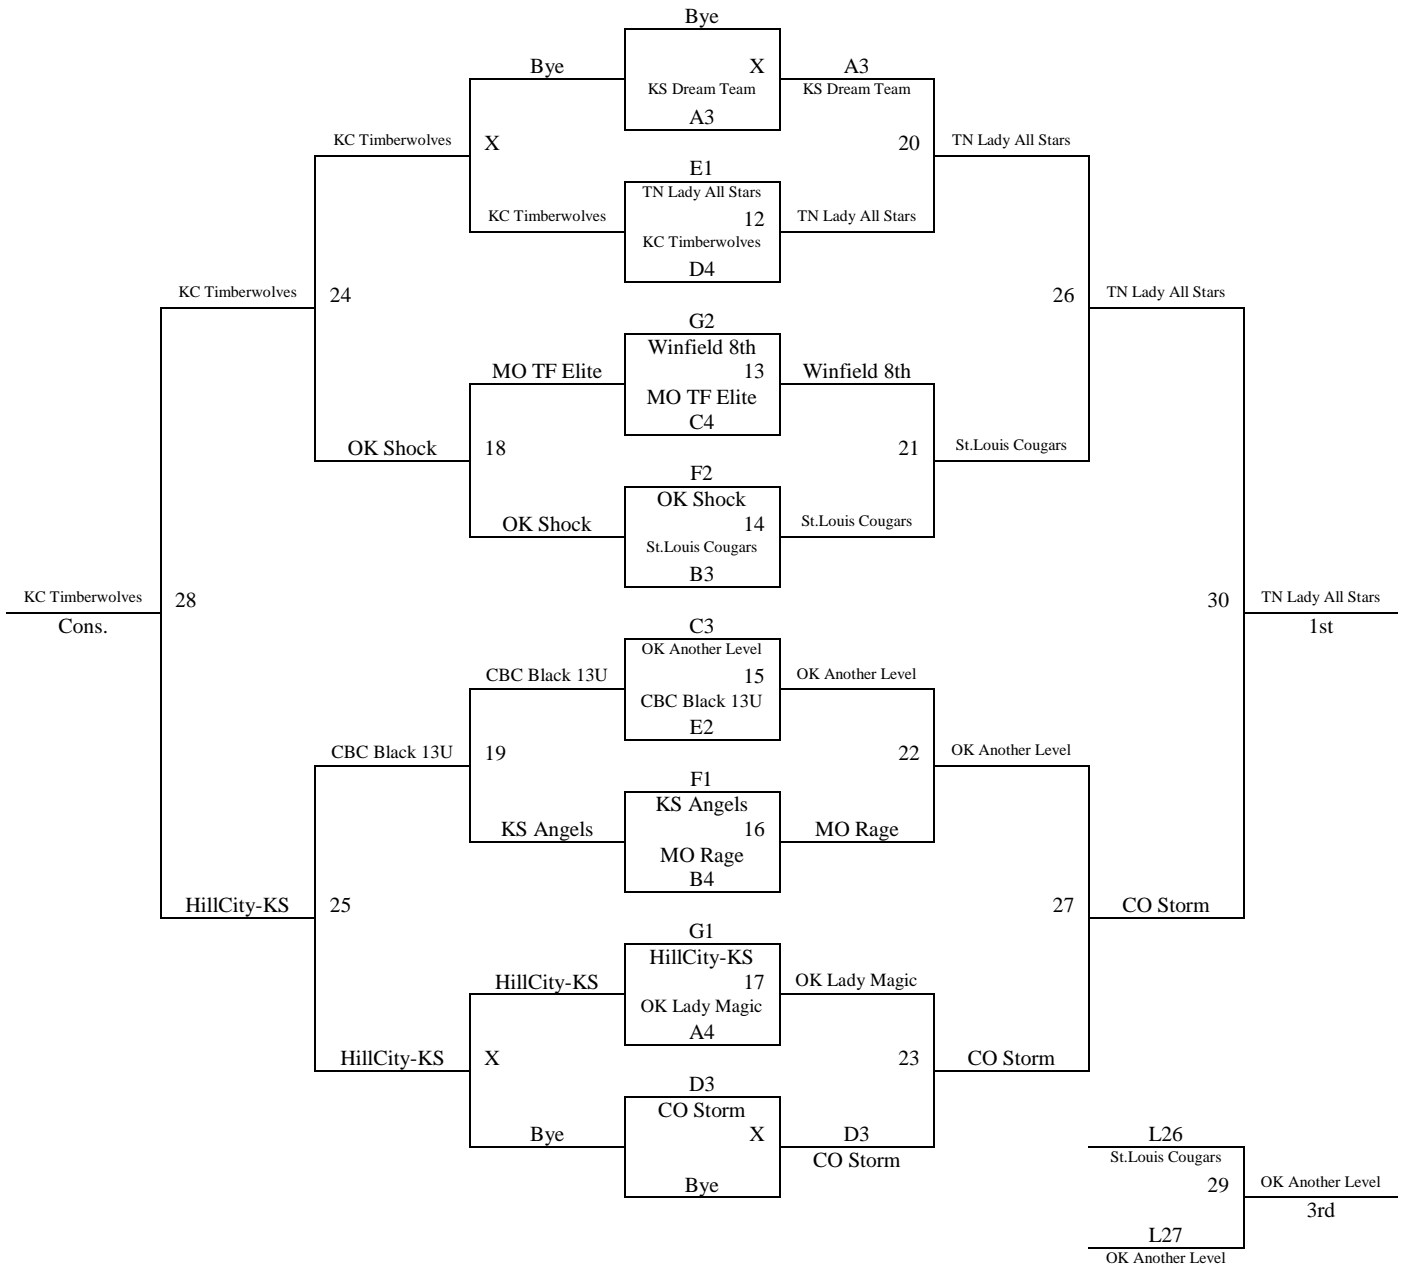 Bye
Bye X A3
KS Dream Team KS Dream Team
A3
KC Timberwolves X 20 TN Lady All Stars
E1
TN Lady All Stars
KC Timberwolves 12 TN Lady All Stars
KC Timberwolves
D4
KC Timberwolves 24 26 TN Lady All Stars
G2
Winfield 8th
MO TF Elite 13 Winfield 8th
MO TF Elite
C4
OK Shock 18 21 St.Louis Cougars
F2
OK Shock
OK Shock 14 St.Louis Cougars
St.Louis Cougars
B3
KC Timberwolves 28 30 TN Lady All Stars
Cons. C3 1st
OK Another Level
CBC Black 13U 15 OK Another Level
CBC Black 13U
E2
CBC Black 13U 19 22 OK Another Level
F1
KS Angels
KS Angels 16 MO Rage
MO Rage
B4
HillCity-KS 25 27 CO Storm
G1
HillCity-KS
HillCity-KS 17 OK Lady Magic
OK Lady Magic
A4
HillCity-KS X 23 CO Storm
D3
CO Storm
Bye X D3 L26
CO Storm St.Louis Cougars
Bye 29 OK Another Level
3rd
L27
OK Another Level